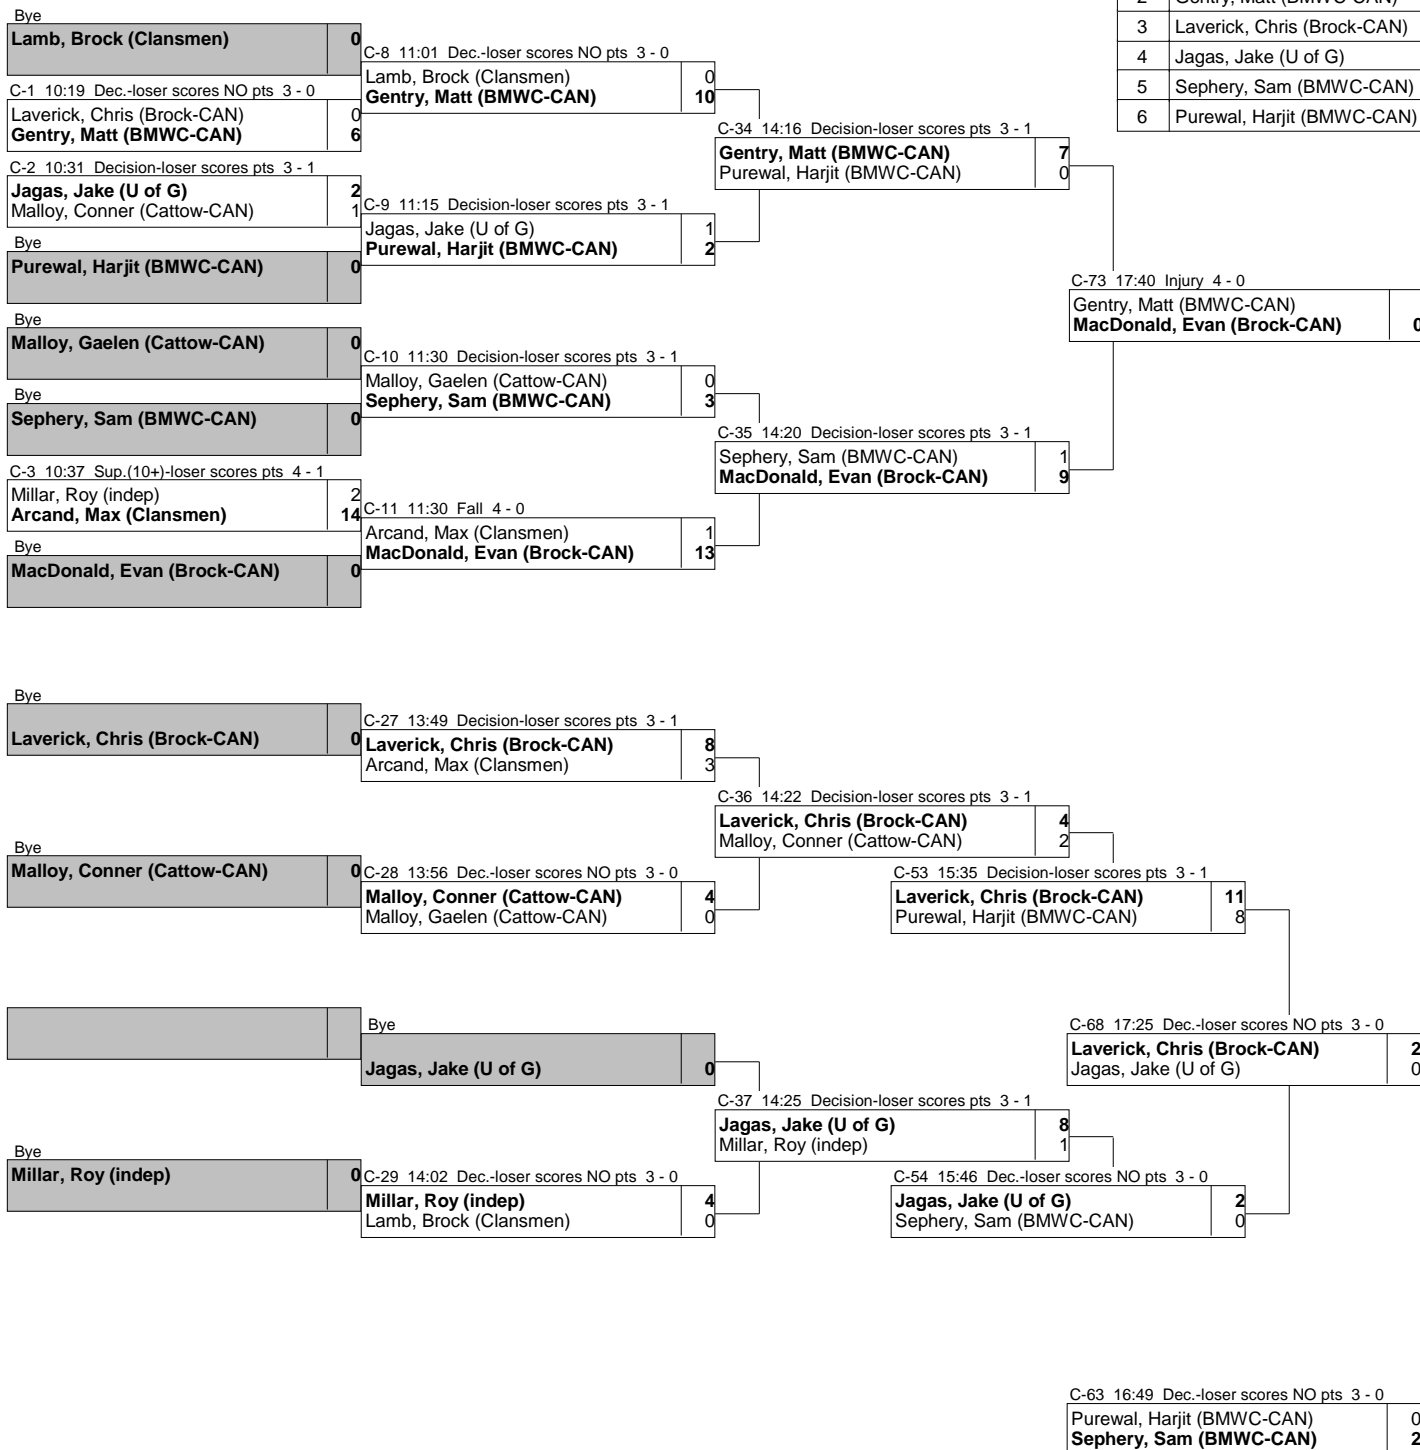 2 Gentry, Matt (BMWC-CAN)
3 Laverick, Chris (Brock-CAN)
4 Jagas, Jake (U of G)
5 Sephery, Sam (BMWC-CAN)
6 Purewal, Harjit (BMWC-CAN)
Bye
Lamb, Brock (Clansmen) 0
C-1 10:19 Dec.-loser scores NO pts 3 - 0
Laverick, Chris (Brock-CAN) 0
Gentry, Matt (BMWC-CAN) 6
C-2 10:31 Decision-loser scores pts 3 - 1
Jagas, Jake (U of G) 2
Malloy, Conner (Cattow-CAN) 1
Bye
Purewal, Harjit (BMWC-CAN) 0
Bye
Malloy, Gaelen (Cattow-CAN) 0
Bye
Sephery, Sam (BMWC-CAN) 0
C-3 10:37 Sup.(10+)-loser scores pts 4 - 1
Millar, Roy (indep) 2
Arcand, Max (Clansmen) 14
Bye
MacDonald, Evan (Brock-CAN) 0
C-8 11:01 Dec.-loser scores NO pts 3 - 0
Lamb, Brock (Clansmen) 0
Gentry, Matt (BMWC-CAN) 10
C-9 11:15 Decision-loser scores pts 3 - 1
Jagas, Jake (U of G) 1
Purewal, Harjit (BMWC-CAN) 2
C-10 11:30 Decision-loser scores pts 3 - 1
Malloy, Gaelen (Cattow-CAN) 0
Sephery, Sam (BMWC-CAN) 3
C-11 11:30 Fall 4 - 0
Arcand, Max (Clansmen) 1
MacDonald, Evan (Brock-CAN) 13
C-34 14:16 Decision-loser scores pts 3 - 1
Gentry, Matt (BMWC-CAN) 7
Purewal, Harjit (BMWC-CAN) 0
C-35 14:20 Decision-loser scores pts 3 - 1
Sephery, Sam (BMWC-CAN) 1
MacDonald, Evan (Brock-CAN) 9
C-73 17:40 Injury 4 - 0
Gentry, Matt (BMWC-CAN)
MacDonald, Evan (Brock-CAN) 0
Bye
Laverick, Chris (Brock-CAN) 0
Bye
Malloy, Conner (Cattow-CAN) 0
Bye
Millar, Roy (indep) 0
C-27 13:49 Decision-loser scores pts 3 - 1
Laverick, Chris (Brock-CAN) 8
Arcand, Max (Clansmen) 3
C-28 13:56 Dec.-loser scores NO pts 3 - 0
Malloy, Conner (Cattow-CAN) 4
Malloy, Gaelen (Cattow-CAN) 0
Bye
Jagas, Jake (U of G) 0
C-29 14:02 Dec.-loser scores NO pts 3 - 0
Millar, Roy (indep) 4
Lamb, Brock (Clansmen) 0
C-36 14:22 Decision-loser scores pts 3 - 1
Laverick, Chris (Brock-CAN) 4
Malloy, Conner (Cattow-CAN) 2
C-37 14:25 Decision-loser scores pts 3 - 1
Jagas, Jake (U of G) 8
Millar, Roy (indep) 1
C-53 15:35 Decision-loser scores pts 3 - 1
Laverick, Chris (Brock-CAN) 11
Purewal, Harjit (BMWC-CAN) 8
C-54 15:46 Dec.-loser scores NO pts 3 - 0
Jagas, Jake (U of G) 2
Sephery, Sam (BMWC-CAN) 0
C-68 17:25 Dec.-loser scores NO pts 3 - 0
Laverick, Chris (Brock-CAN) 2
Jagas, Jake (U of G) 0
C-63 16:49 Dec.-loser scores NO pts 3 - 0
Purewal, Harjit (BMWC-CAN) 0
Sephery, Sam (BMWC-CAN) 2